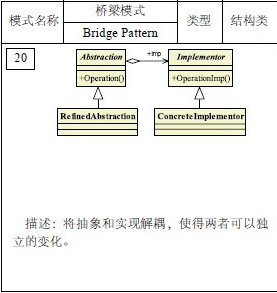 模式名称
桥梁模式
Bridge Pattern
类型
结构类
20
Abstraction
+Operation()
+imp
Implementor
+OperationImp()
RefinedAbstraction
ConcreteImplementor
描述：将抽象和实现解耦，使得两者可以独
立的变化。